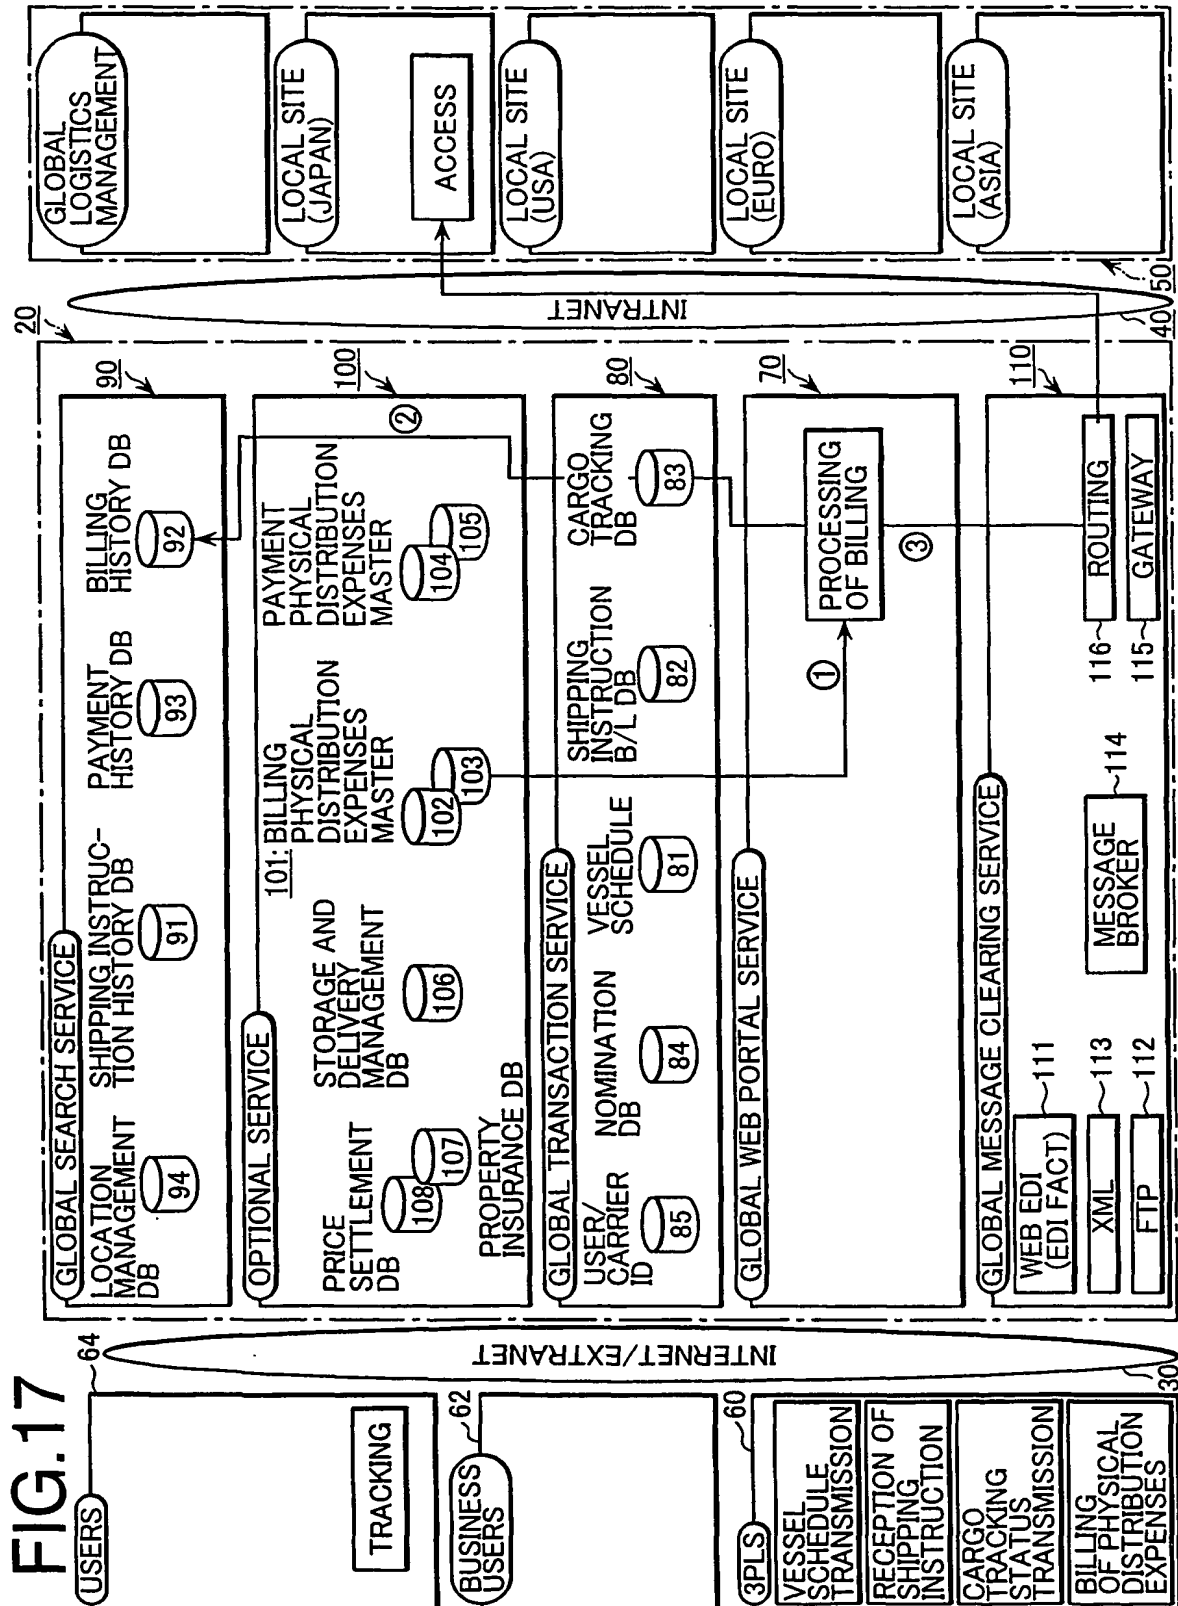 FIG.17
USERS
64
TRACKING
BUSINESS
USERS
62
3PLS
60
VESSEL
SCHEDULE
TRANSMISSION
RECEPTION OF
SHIPPING
INSTRUCTION
CARGO
TRACKING
STATUS
TRANSMISSION
BILLING
OF PHYSICAL
DISTRIBUTION
EXPENSES
INTERNET/EXTRANET
30
20
GLOBAL SEARCH SERVICE
90
LOCATION
MANAGEMENT
DB
94
SHIPPING INSTRUC-
TION HISTORY DB
91
PAYMENT
HISTORY DB
93
BILLING
HISTORY DB
92
OPTIONAL SERVICE
100
PRICE
SETTLEMENT
DB
108
107
PROPERTY
INSURANCE DB
STORAGE AND
DELIVERY
MANAGEMENT
DB
106
101: BILLING
PHYSICAL
DISTRIBUTION
EXPENSES
MASTER
102
103
PAYMENT
PHYSICAL
DISTRIBUTION
EXPENSES
MASTER
104
105
②
GLOBAL TRANSACTION SERVICE
80
USER/
CARRIER
ID
85
NOMINATION
DB
84
VESSEL
SCHEDULE
81
SHIPPING
INSTRUCTION
B/L DB
82
CARGO
TRACKING
DB
83
GLOBAL WEB PORTAL SERVICE
70
①
PROCESSING
OF BILLING
③
GLOBAL MESSAGE CLEARING SERVICE
110
WEB EDI
(EDI FACT)
111
XML
113
FTP
112
MESSAGE
BROKER
114
116
ROUTING
115
GATEWAY
INTRANET
40
50
GLOBAL
LOGISTICS
MANAGEMENT
LOCAL SITE
(JAPAN)
ACCESS
LOCAL SITE
(USA)
LOCAL SITE
(EURO)
LOCAL SITE
(ASIA)